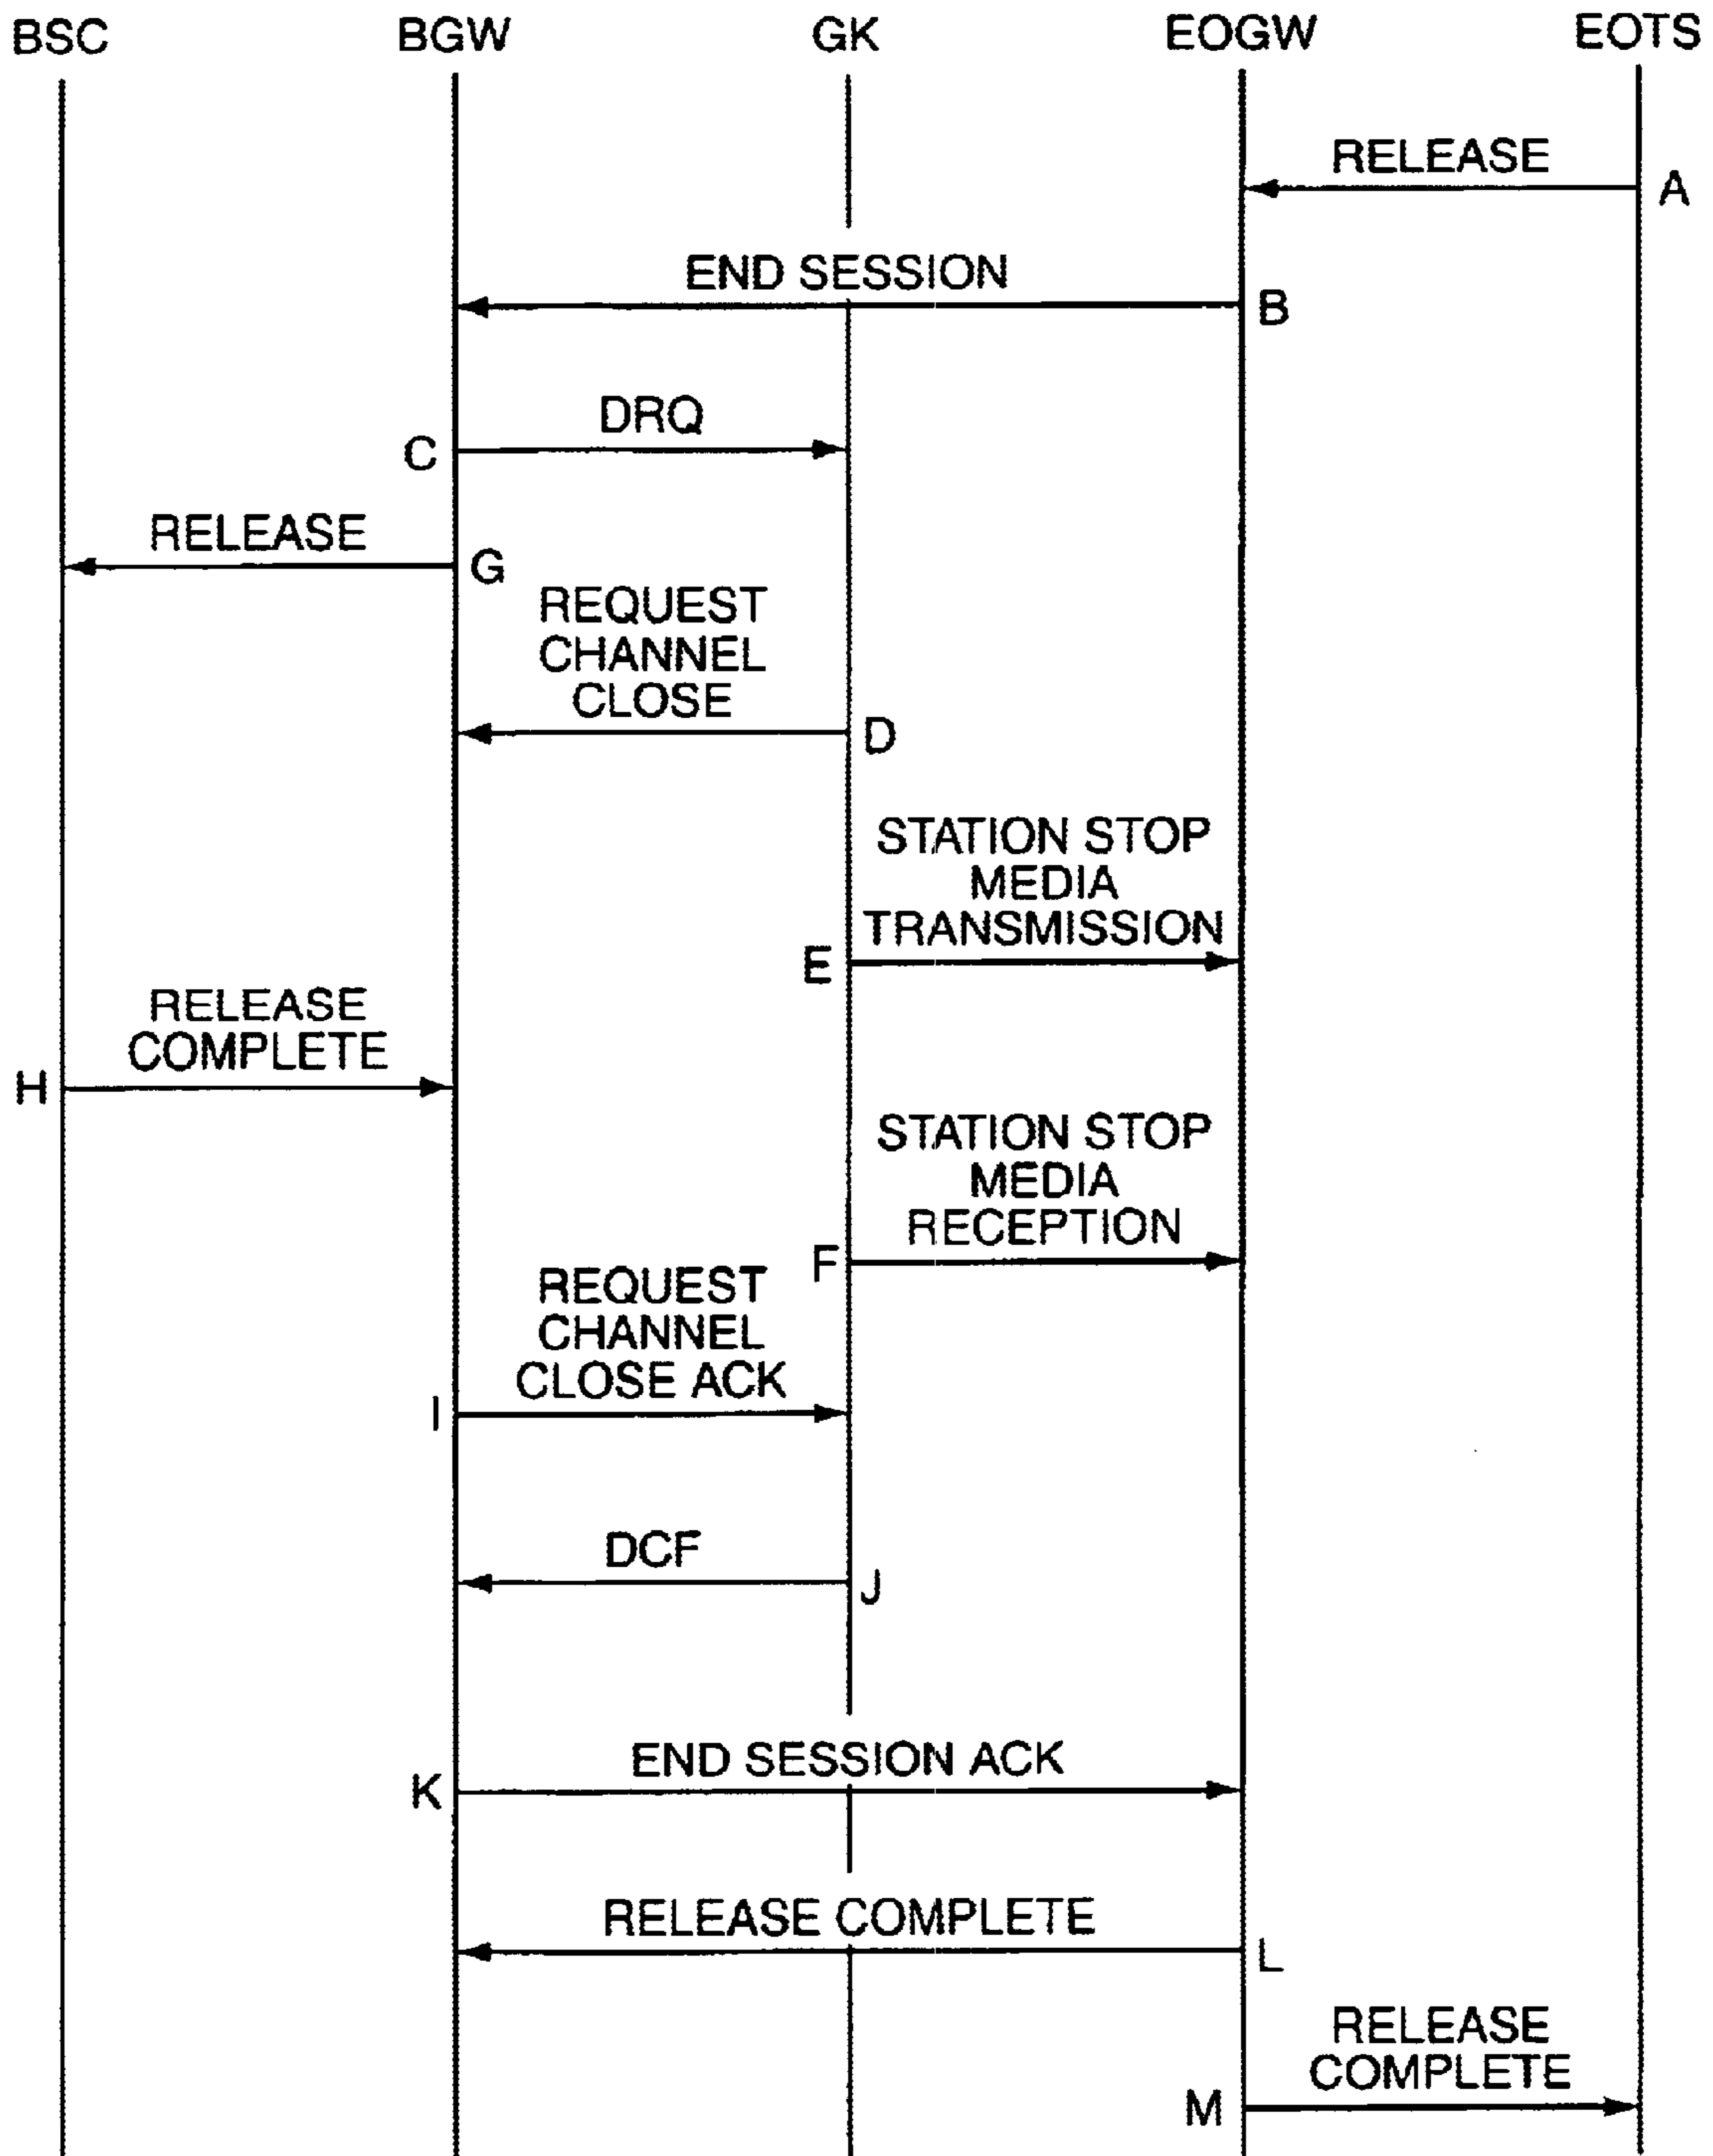 BSC
BGW
GK
EOGW
EOTS
RELEASE
A
END SESSION
B
DRQ
C
RELEASE
G
REQUEST
CHANNEL
CLOSE
D
STATION STOP
MEDIA
TRANSMISSION
E
RELEASE
COMPLETE
H
STATION STOP
MEDIA
RECEPTION
F
REQUEST
CHANNEL
CLOSE ACK
I
DCF
J
END SESSION ACK
K
RELEASE COMPLETE
L
RELEASE
COMPLETE
M